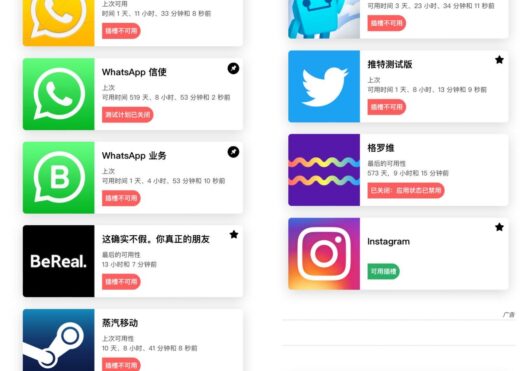 上次可用
时间 1 天、11 小时、33 分钟和 8 秒前
插槽不可用
WhatsApp 信使
上次
可用时间 519 天、8 小时、53 分钟和 2 秒前
测试计划已关闭
WhatsApp 业务
上次
可用时间 1 天、4 小时、53 分钟和 10 秒前
插槽不可用
BeReal.
这确实不假。你真正的朋友
最后的可用性
13 小时和 7 分钟前
插槽不可用
蒸汽移动
上次可用性
10 天、8 小时、41 分钟和 8 秒前
插槽不可用
可用时间 3 天、23 小时、34 分钟和 11 秒前
插槽不可用
推特测试版
上次
可用时间 1 天、8 小时、13 分钟和 9 秒前
插槽不可用
格罗维
最后的可用性
573 天、9 小时和 15 分钟前
已关闭：应用状态已禁用
Instagram
可用插槽
广告